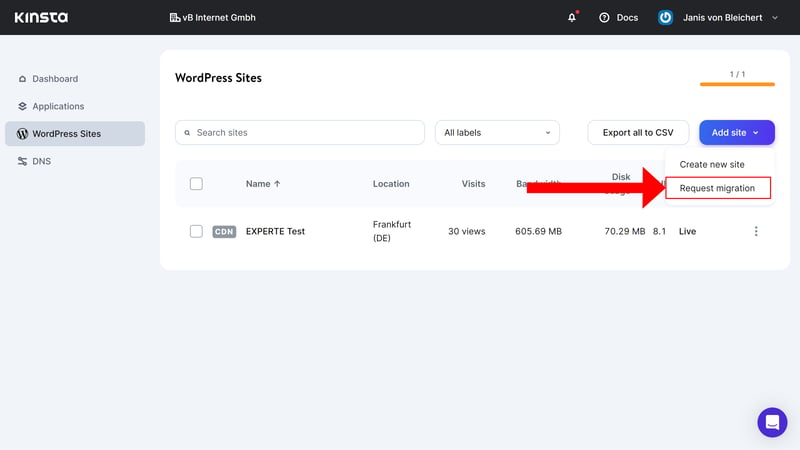 Kinsta
vB Internet Gmbh
Docs
Janis von Bleichert
Dashboard
Applications
WordPress Sites
DNS
WordPress Sites
1 / 1
Search sites
All labels
Export all to CSV
Add site
Create new site
Request migration
Name ↑
Location
Visits
Disk
CDN
EXPERTE Test
Frankfurt
(DE)
30 views
605.69 MB
70.29 MB
8.1
Live